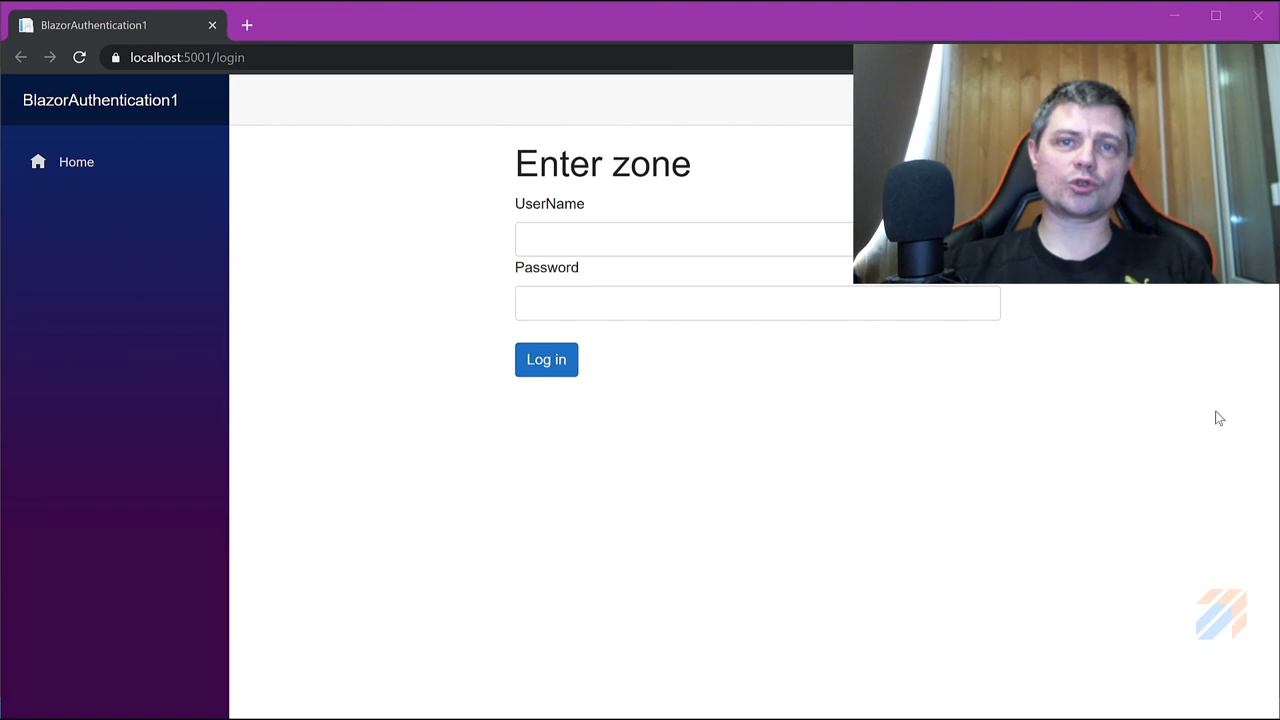 BlazorAuthentication1
localhost:5001/login
BlazorAuthentication1
Home
Enter zone
UserName
Password
Log in